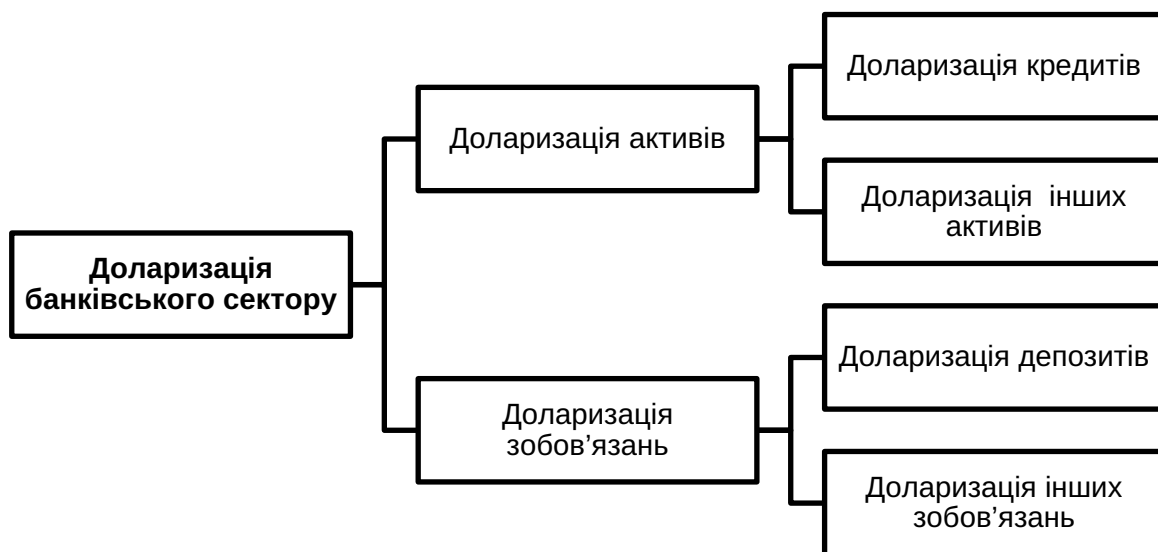 Доларизація
банківського сектору
Доларизація активів
Доларизація кредитів
Доларизація інших
активів
Доларизація
зобов’язань
Доларизація депозитів
Доларизація інших
зобов’язань